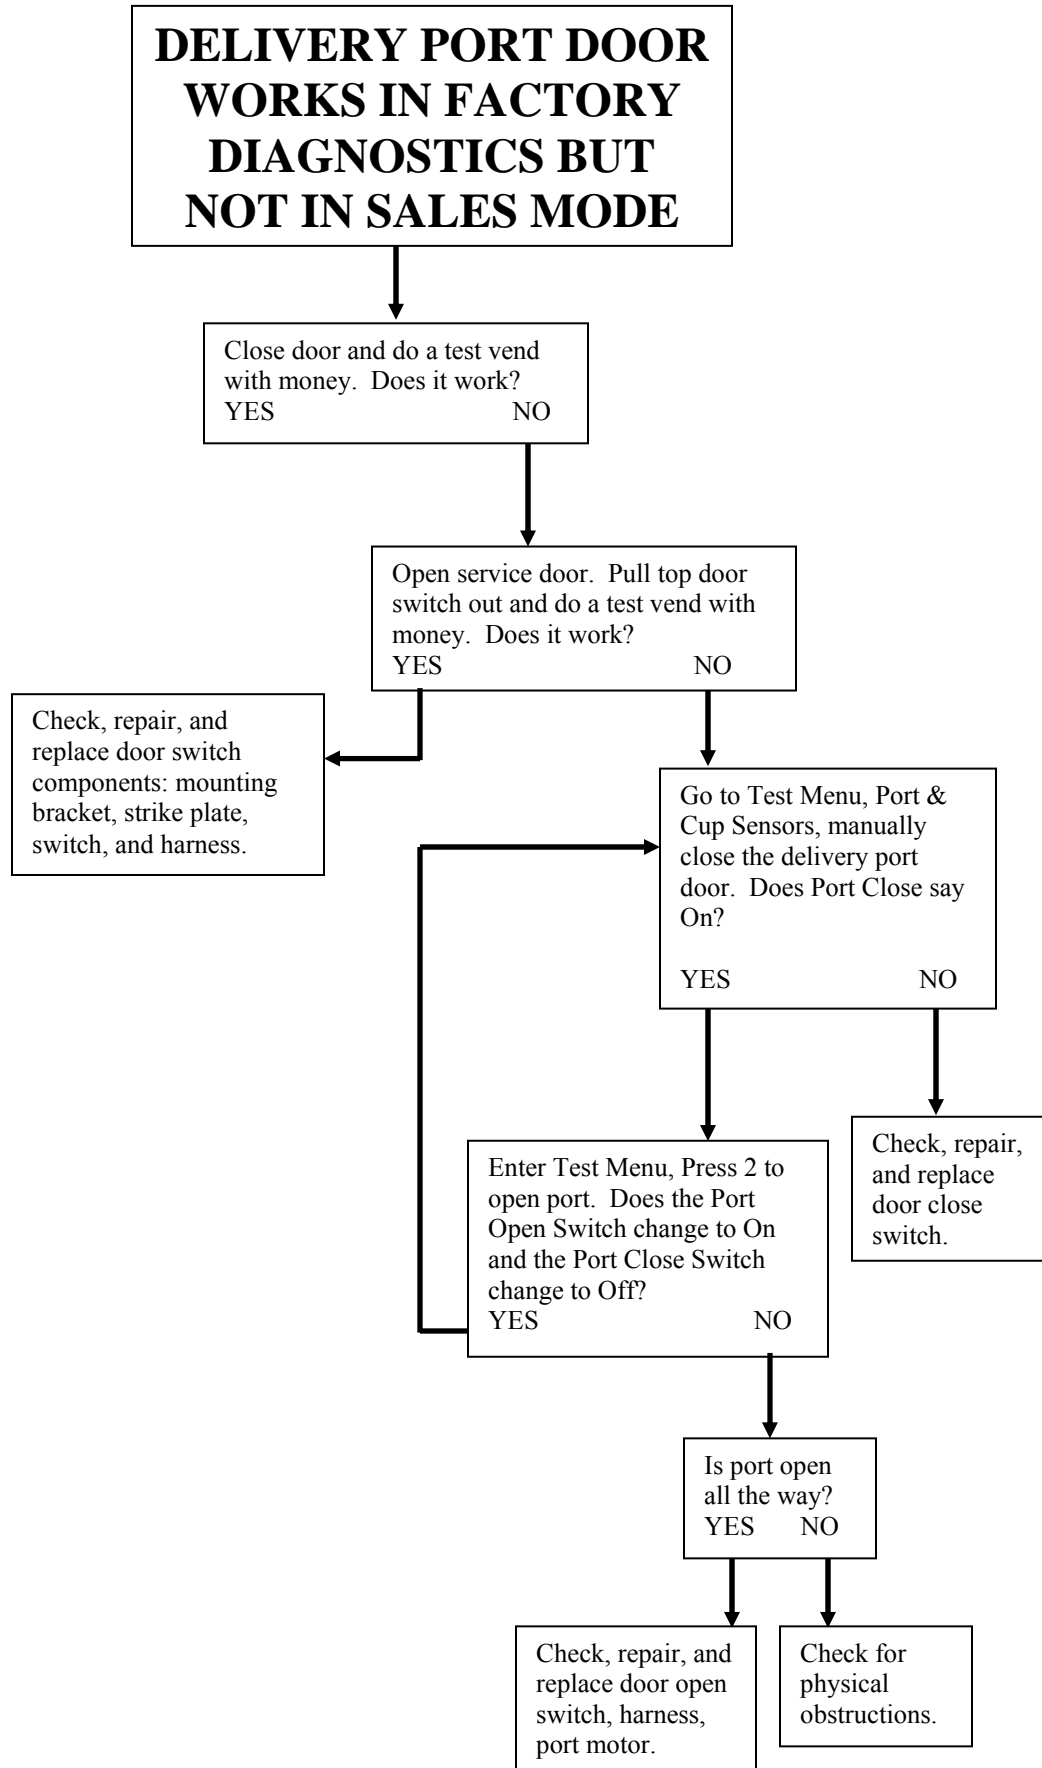 DELIVERY PORT DOOR
WORKS IN FACTORY
DIAGNOSTICS BUT
NOT IN SALES MODE
Close door and do a test vend
with money.  Does it work?
YES NO
Open service door.  Pull top door
switch out and do a test vend with
money.  Does it work?
YES NO
Check, repair, and
replace door switch
components: mounting
bracket, strike plate,
switch, and harness.
Go to Test Menu, Port &
Cup Sensors, manually
close the delivery port
door.  Does Port Close say
On?
YES NO
Check, repair,
and replace
door close
switch.
Enter Test Menu, Press 2 to
open port.  Does the Port
Open Switch change to On
and the Port Close Switch
change to Off?
YES NO
Is port open
all the way?
YES NO
Check, repair, and
replace door open
switch, harness,
port motor.
Check for
physical
obstructions.